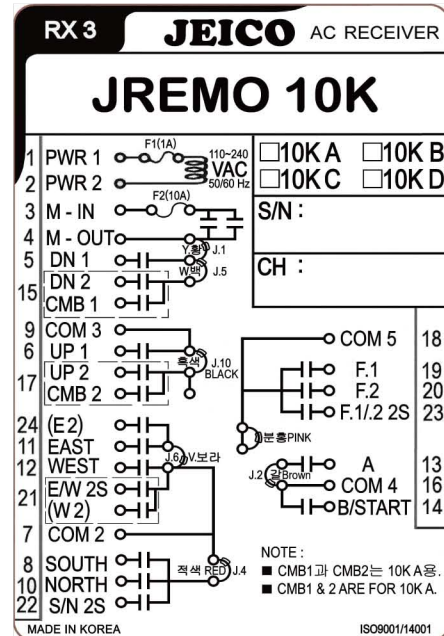 RX 3 JEICO AC RECEIVER
JREMO 10K
1 PWR 1 F1(1A) 110~240
VAC
2 PWR 2 50/60 Hz
3 M - IN F2(10A)
4 M - OUT
Y.황 J.1
5 DN 1
W.백 J.5
15 DN 2
CMB 1
□10K A □10K B
□10K C □10K D
S/N :
CH :
9 COM 3
6 UP 1
흑색 J.10
BLACK
17 UP 2
CMB 2
24 (E 2)
11 EAST
J.6 V.보라
12 WEST
21 E/W 2S
(W 2)
7 COM 2
8 SOUTH
적색 RED J.4
10 NORTH
22 S/N 2S
COM 5 18
F.1 19
F.2 20
F.1/.2 2S 23
분홍PINK
A 13
J.2 갈Brown
COM 4 16
B/START 14
NOTE :
■ CMB1과 CMB2는 10K A용.
■ CMB1 & 2 ARE FOR 10K A.
MADE IN KOREA ISO9001/14001